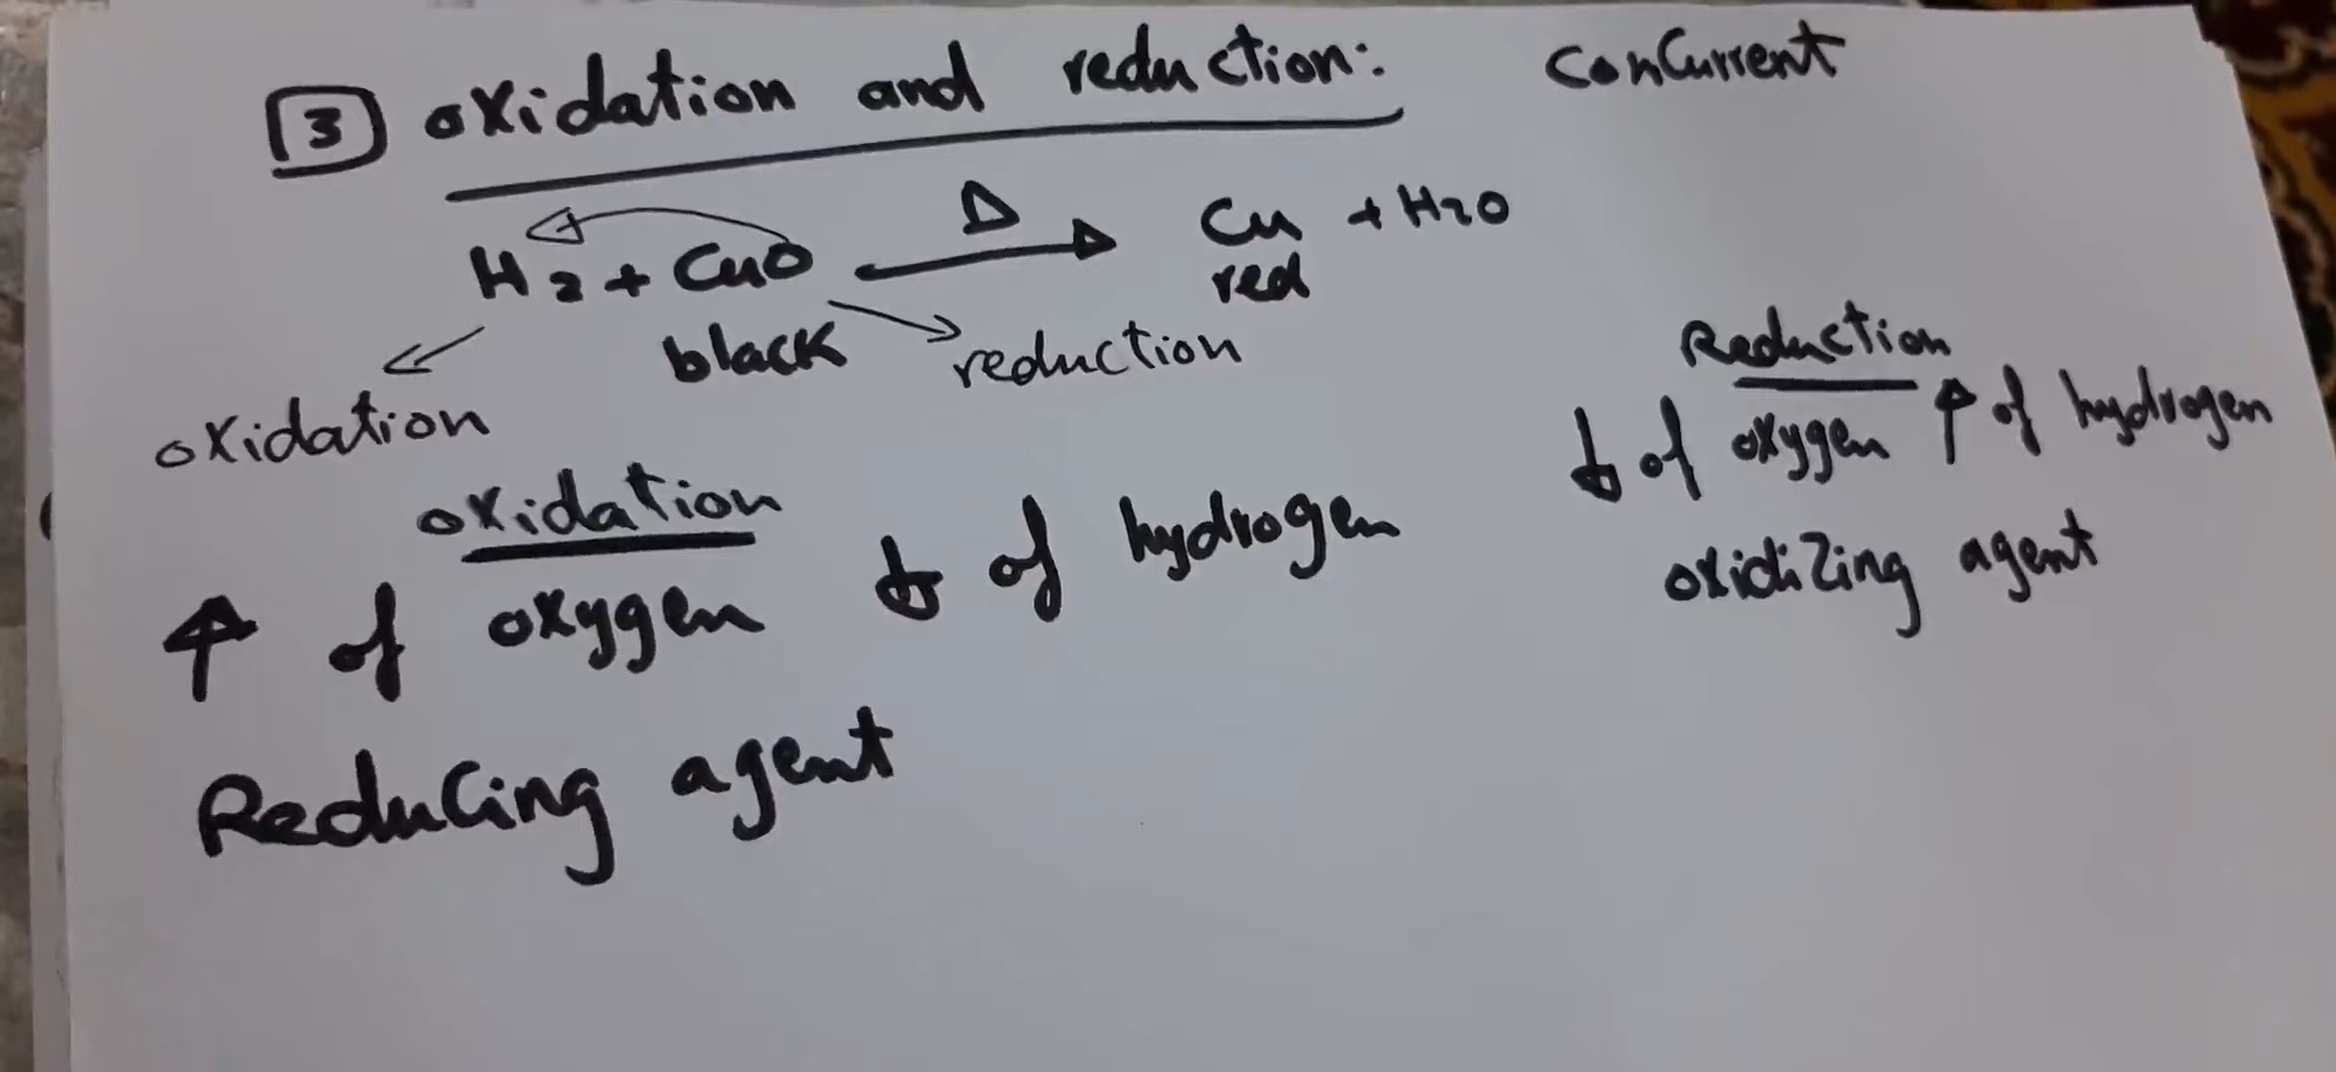 3 oxidation and reduction: ConCurrent
H2 + CuO Δ → Cu + H2O
black red
oxidation reduction
Reduction
↓ of oxygen ↑ of hydrogen
oxidizing agent
oxidation
↑ of oxygen ↓ of hydrogen
Reducing agent